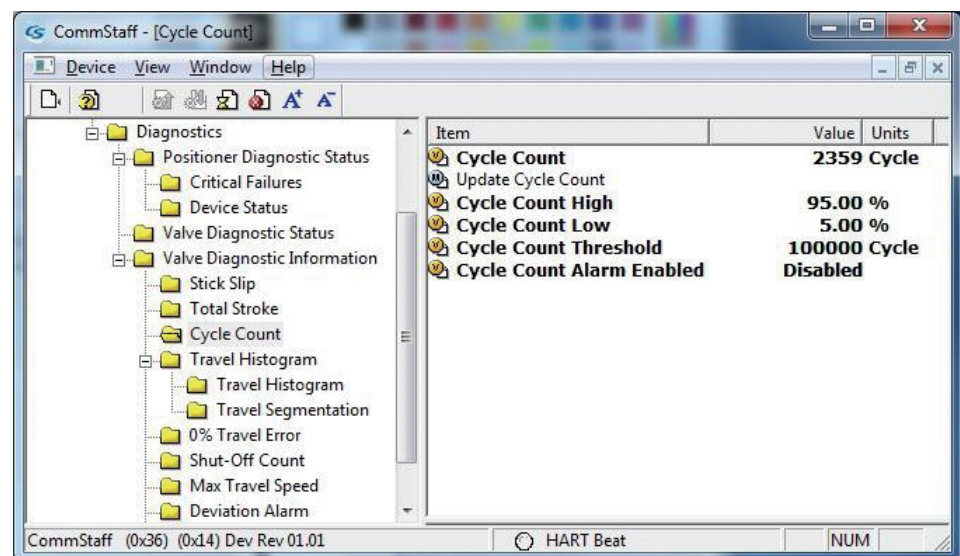 CommStaff - [Cycle Count]
Device View Window Help
A+ A-
Diagnostics
Positioner Diagnostic Status
Critical Failures
Device Status
Valve Diagnostic Status
Valve Diagnostic Information
Stick Slip
Total Stroke
Cycle Count
Travel Histogram
Travel Histogram
Travel Segmentation
0% Travel Error
Shut-Off Count
Max Travel Speed
Deviation Alarm
Item Value Units
Cycle Count 2359 Cycle
Update Cycle Count
Cycle Count High 95.00 %
Cycle Count Low 5.00 %
Cycle Count Threshold 100000 Cycle
Cycle Count Alarm Enabled Disabled
CommStaff (0x36) (0x14) Dev Rev 01.01 HART Beat NUM